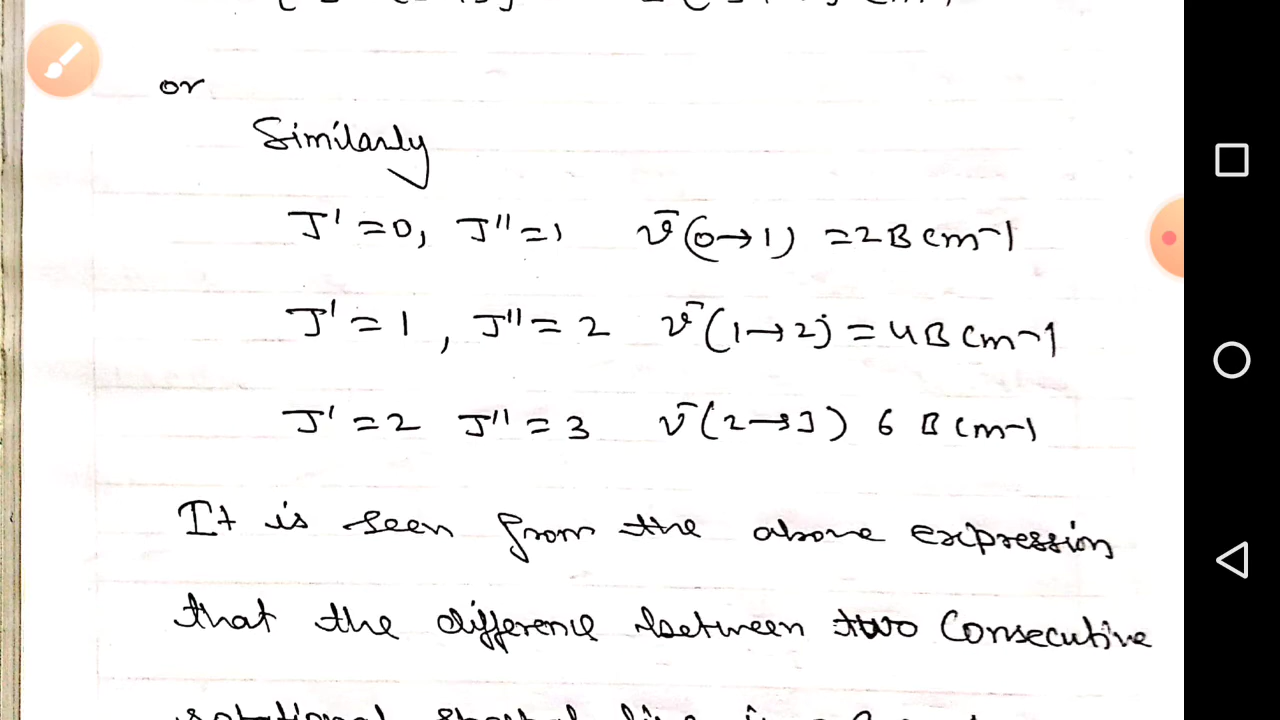 or
Similarly
J' = 0, J'' = 1 ν̄(0→1) = 2B cm-1
J' = 1, J'' = 2 ν̄(1→2) = 4B cm-1
J' = 2 J'' = 3 ν̄(2→3) 6 B cm-1
It is seen from the above expression
that the difference between two Consecutive